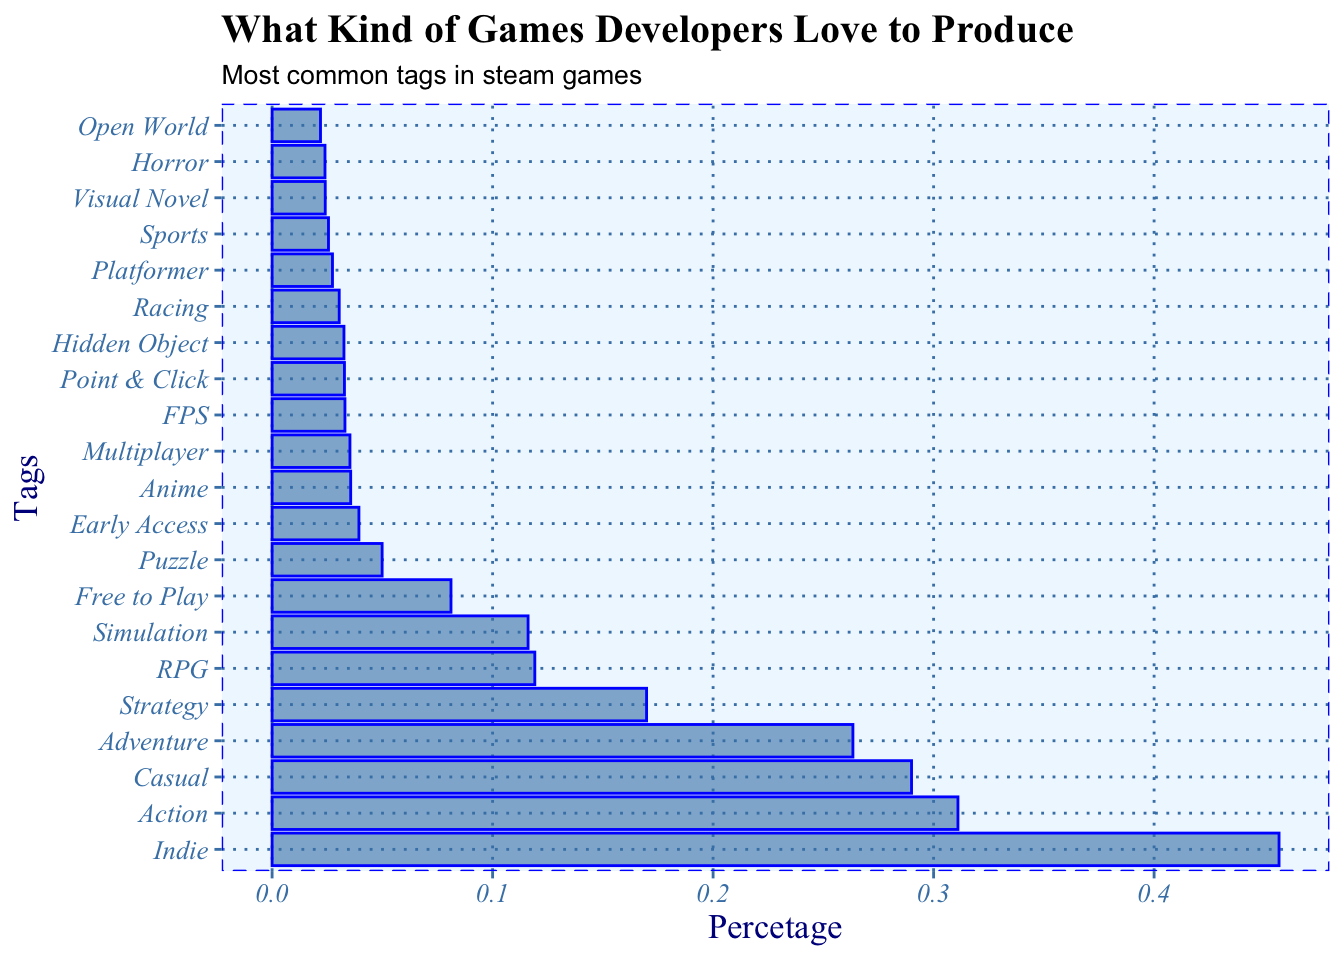 What Kind of Games Developers Love to Produce
Most common tags in steam games
Open World
Horror
Visual Novel
Sports
Platformer
Racing
Hidden Object
Point & Click
FPS
Multiplayer
Anime
Early Access
Puzzle
Free to Play
Simulation
RPG
Strategy
Adventure
Casual
Action
Indie
Tags
0.0 0.1 0.2 0.3 0.4
Percetage